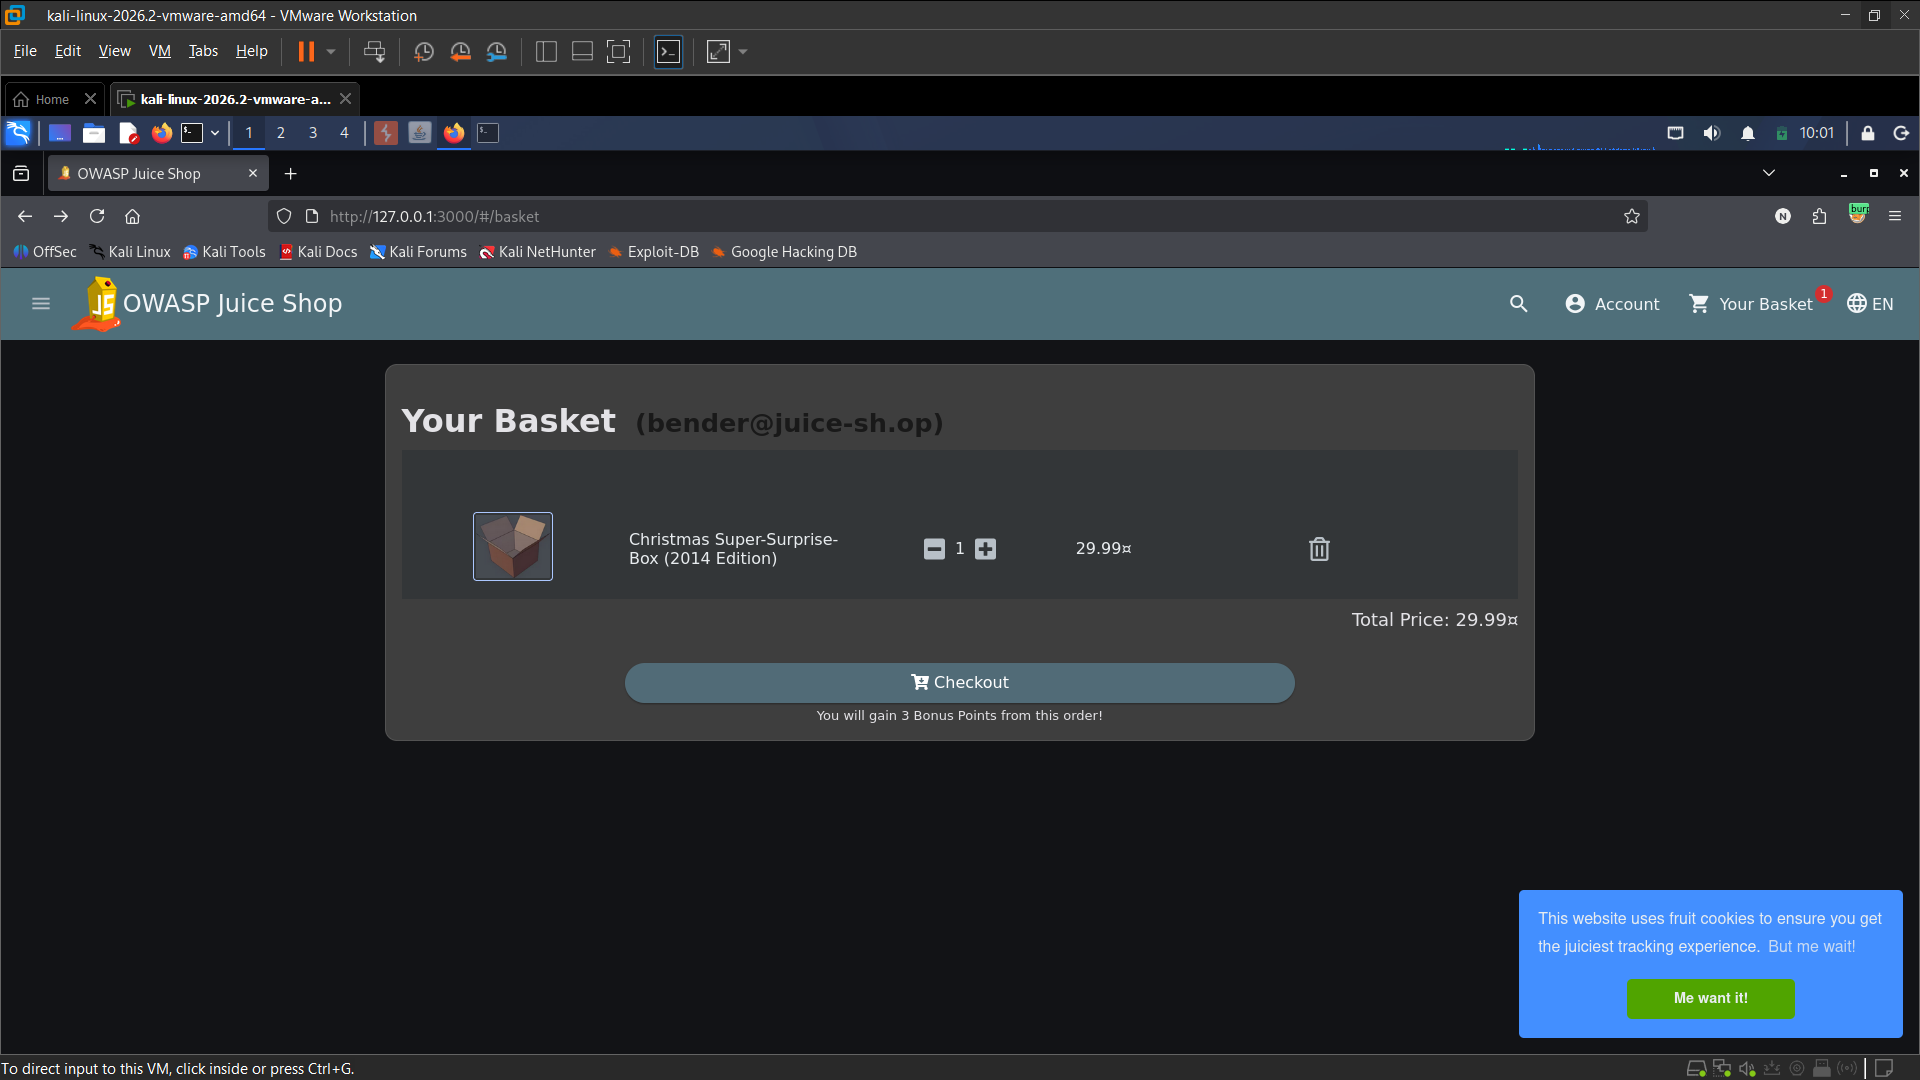 kali-linux-2026.2-vmware-amd64 - VMware Workstation
File Edit View VM Tabs Help
Home kali-linux-2026.2-vmware-a...
1 2 3 4 10:01
OWASP Juice Shop
http://127.0.0.1:3000/#/basket
OffSec Kali Linux Kali Tools Kali Docs Kali Forums Kali NetHunter Exploit-DB Google Hacking DB
OWASP Juice Shop Account Your Basket 1 EN
Your Basket (bender@juice-sh.op)
Christmas Super-Surprise-
Box (2014 Edition) 1 29.99¤
Total Price: 29.99¤
Checkout
You will gain 3 Bonus Points from this order!
This website uses fruit cookies to ensure you get
the juiciest tracking experience. But me wait!
Me want it!
To direct input to this VM, click inside or press Ctrl+G.